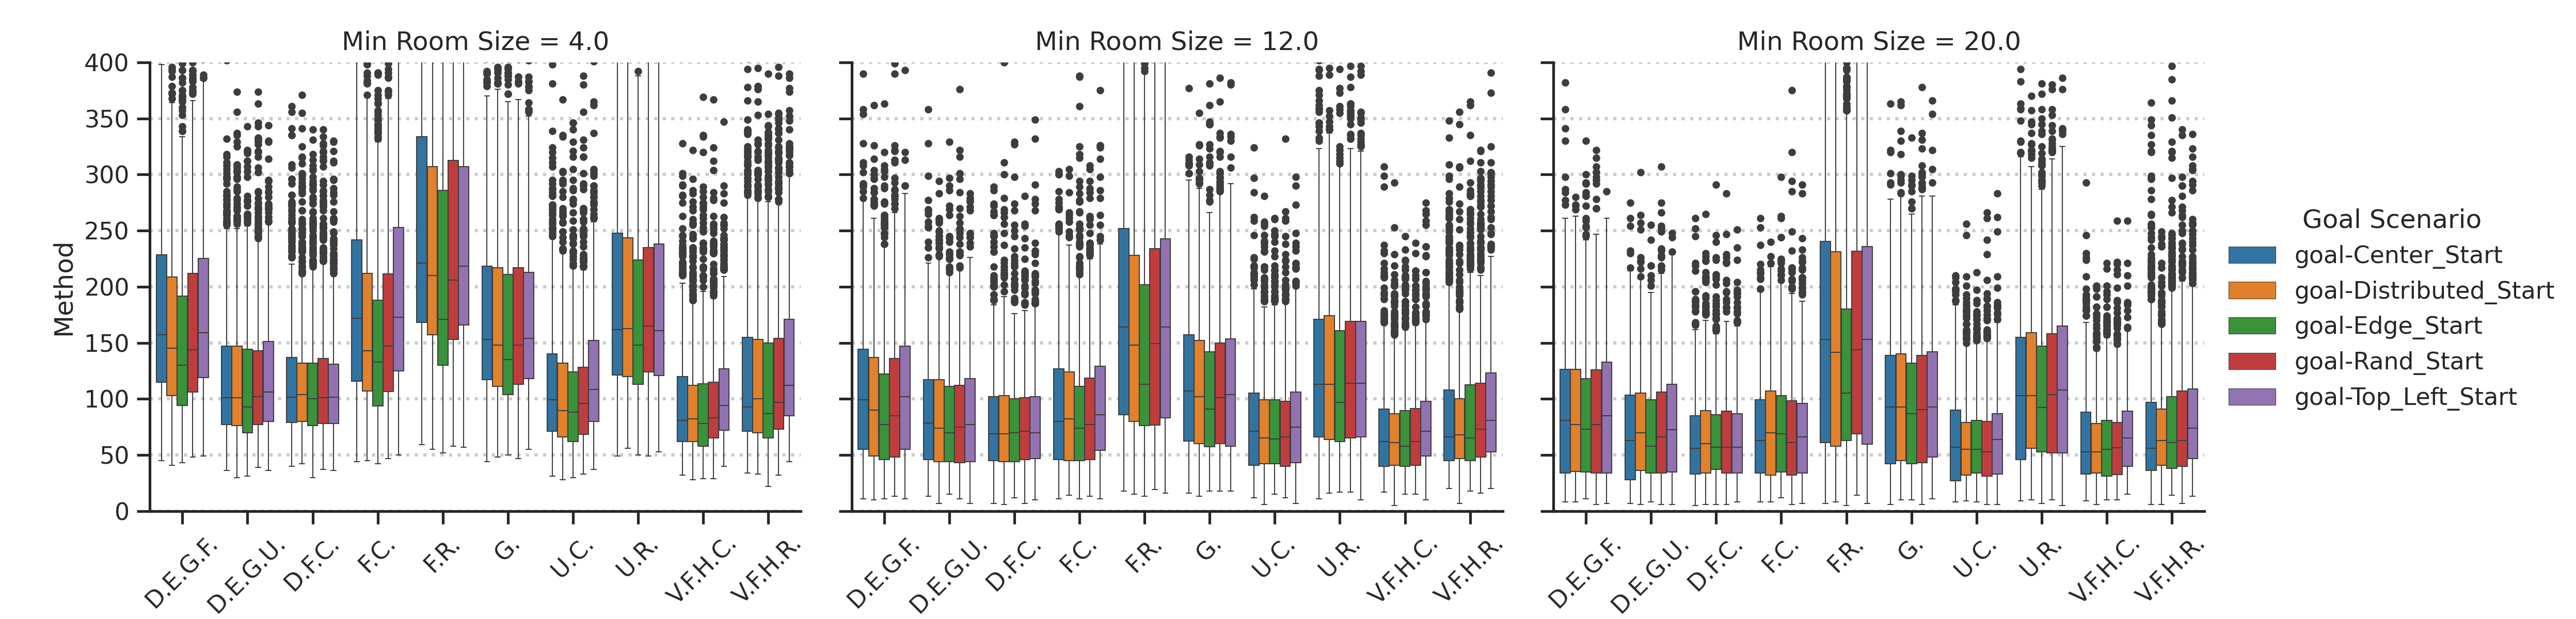 Min Room Size = 4.0
Min Room Size = 12.0
Min Room Size = 20.0
Method
400
350
300
250
200
150
100
50
0
D.E.G.F.
D.E.G.U.
D.F.C.
F.C.
F.R.
G.
U.C.
U.R.
V.F.H.C.
V.F.H.R.
D.E.G.F.
D.E.G.U.
D.F.C.
F.C.
F.R.
G.
U.C.
U.R.
V.F.H.C.
V.F.H.R.
D.E.G.F.
D.E.G.U.
D.F.C.
F.C.
F.R.
G.
U.C.
U.R.
V.F.H.C.
V.F.H.R.
Goal Scenario
goal-Center_Start
goal-Distributed_Start
goal-Edge_Start
goal-Rand_Start
goal-Top_Left_Start